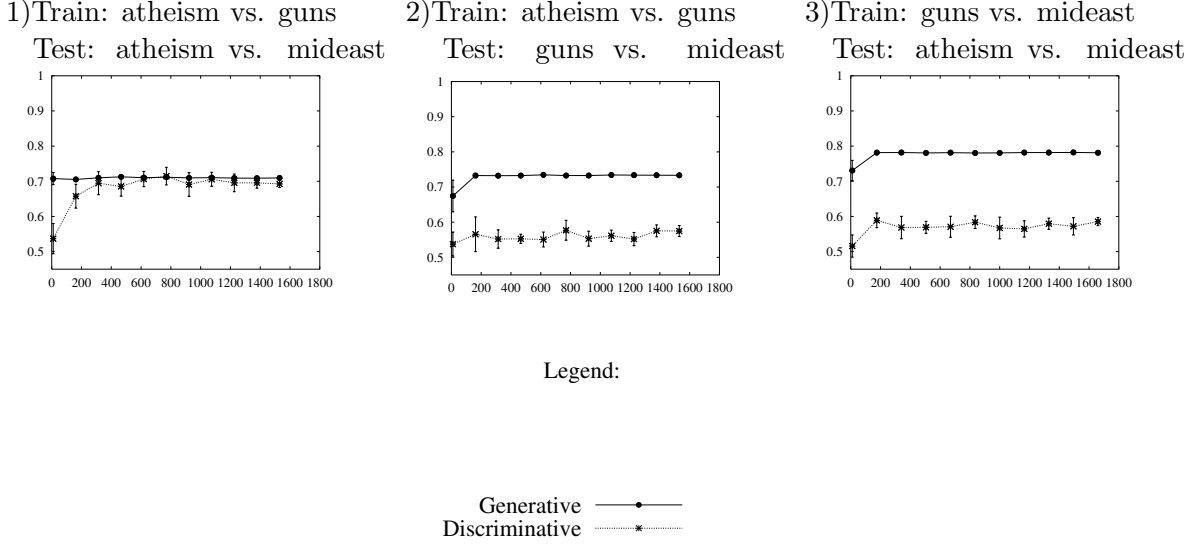 1)Train: atheism vs. guns
Test: atheism vs. mideast
1
0.9
0.8
0.7
0.6
0.5
0 200 400 600 800 1000 1200 1400 1600 1800
2)Train: atheism vs. guns
Test: guns vs. mideast
1
0.9
0.8
0.7
0.6
0.5
0 200 400 600 800 1000 1200 1400 1600 1800
3)Train: guns vs. mideast
Test: atheism vs. mideast
1
0.9
0.8
0.7
0.6
0.5
0 200 400 600 800 1000 1200 1400 1600 1800
Legend:
Generative
Discriminative